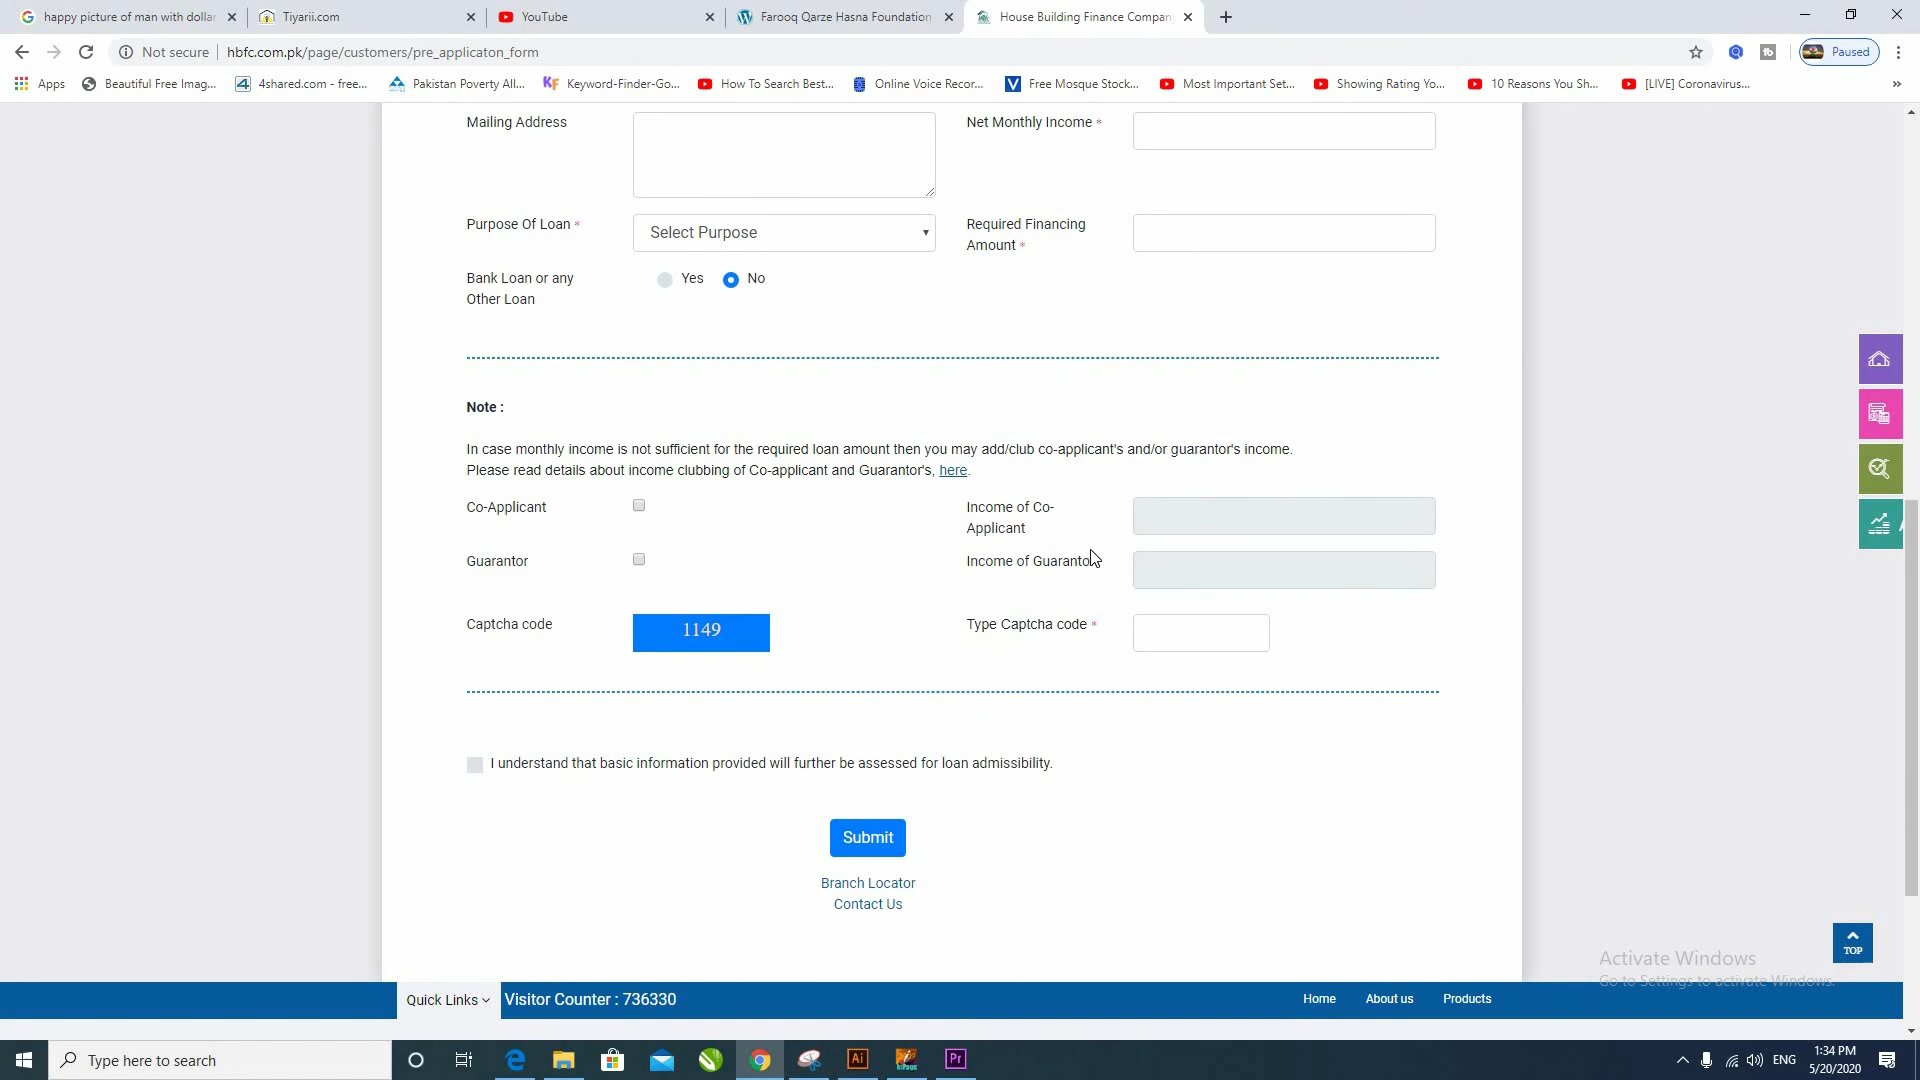 happy picture of man with dollar
Tiyarii.com
YouTube
Farooq Qarze Hasna Foundation
House Building Finance Compan
Not secure
hbfc.com.pk/page/customers/pre_applicaton_form
Paused
Apps
Beautiful Free Imag...
4shared.com - free...
Pakistan Poverty All...
Keyword-Finder-Go...
How To Search Best...
Online Voice Recor...
Free Mosque Stock...
Most Important Set...
Showing Rating Yo...
10 Reasons You Sh...
[LIVE] Coronavirus...
»
Mailing Address
Net Monthly Income *
Purpose Of Loan *
Select Purpose
Required Financing
Amount *
Bank Loan or any
Other Loan
Yes
No
Note :
In case monthly income is not sufficient for the required loan amount then you may add/club co-applicant's and/or guarantor's income.
Please read details about income clubbing of Co-applicant and Guarantor's, here.
Co-Applicant
Income of Co-
Applicant
Guarantor
Income of Guarantor
Captcha code
1149
Type Captcha code *
I understand that basic information provided will further be assessed for loan admissibility.
Submit
Branch Locator
Contact Us
TOP
Activate Windows
Go to Settings to activate Windows.
Quick Links
Visitor Counter : 736330
Home
About us
Products
Type here to search
Ai
Pr
ENG
1:34 PM
5/20/2020